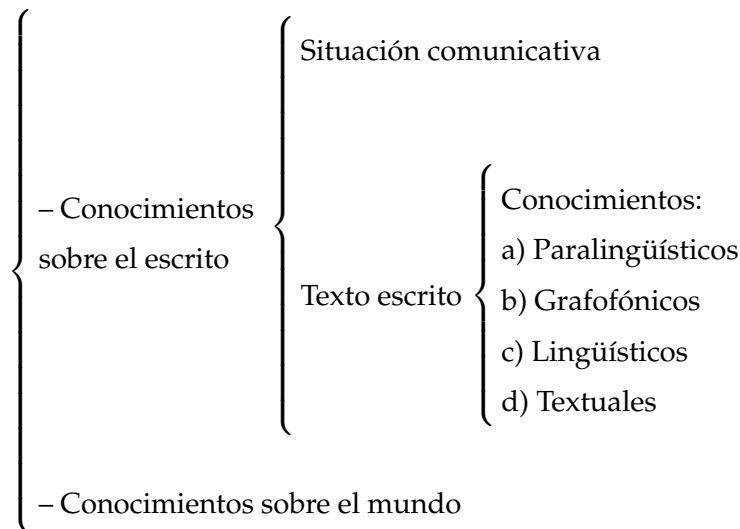 Situación comunicativa
– Conocimientos
sobre el escrito
Texto escrito
Conocimientos:
a) Paralingüísticos
b) Grafofónicos
c) Lingüísticos
d) Textuales
– Conocimientos sobre el mundo